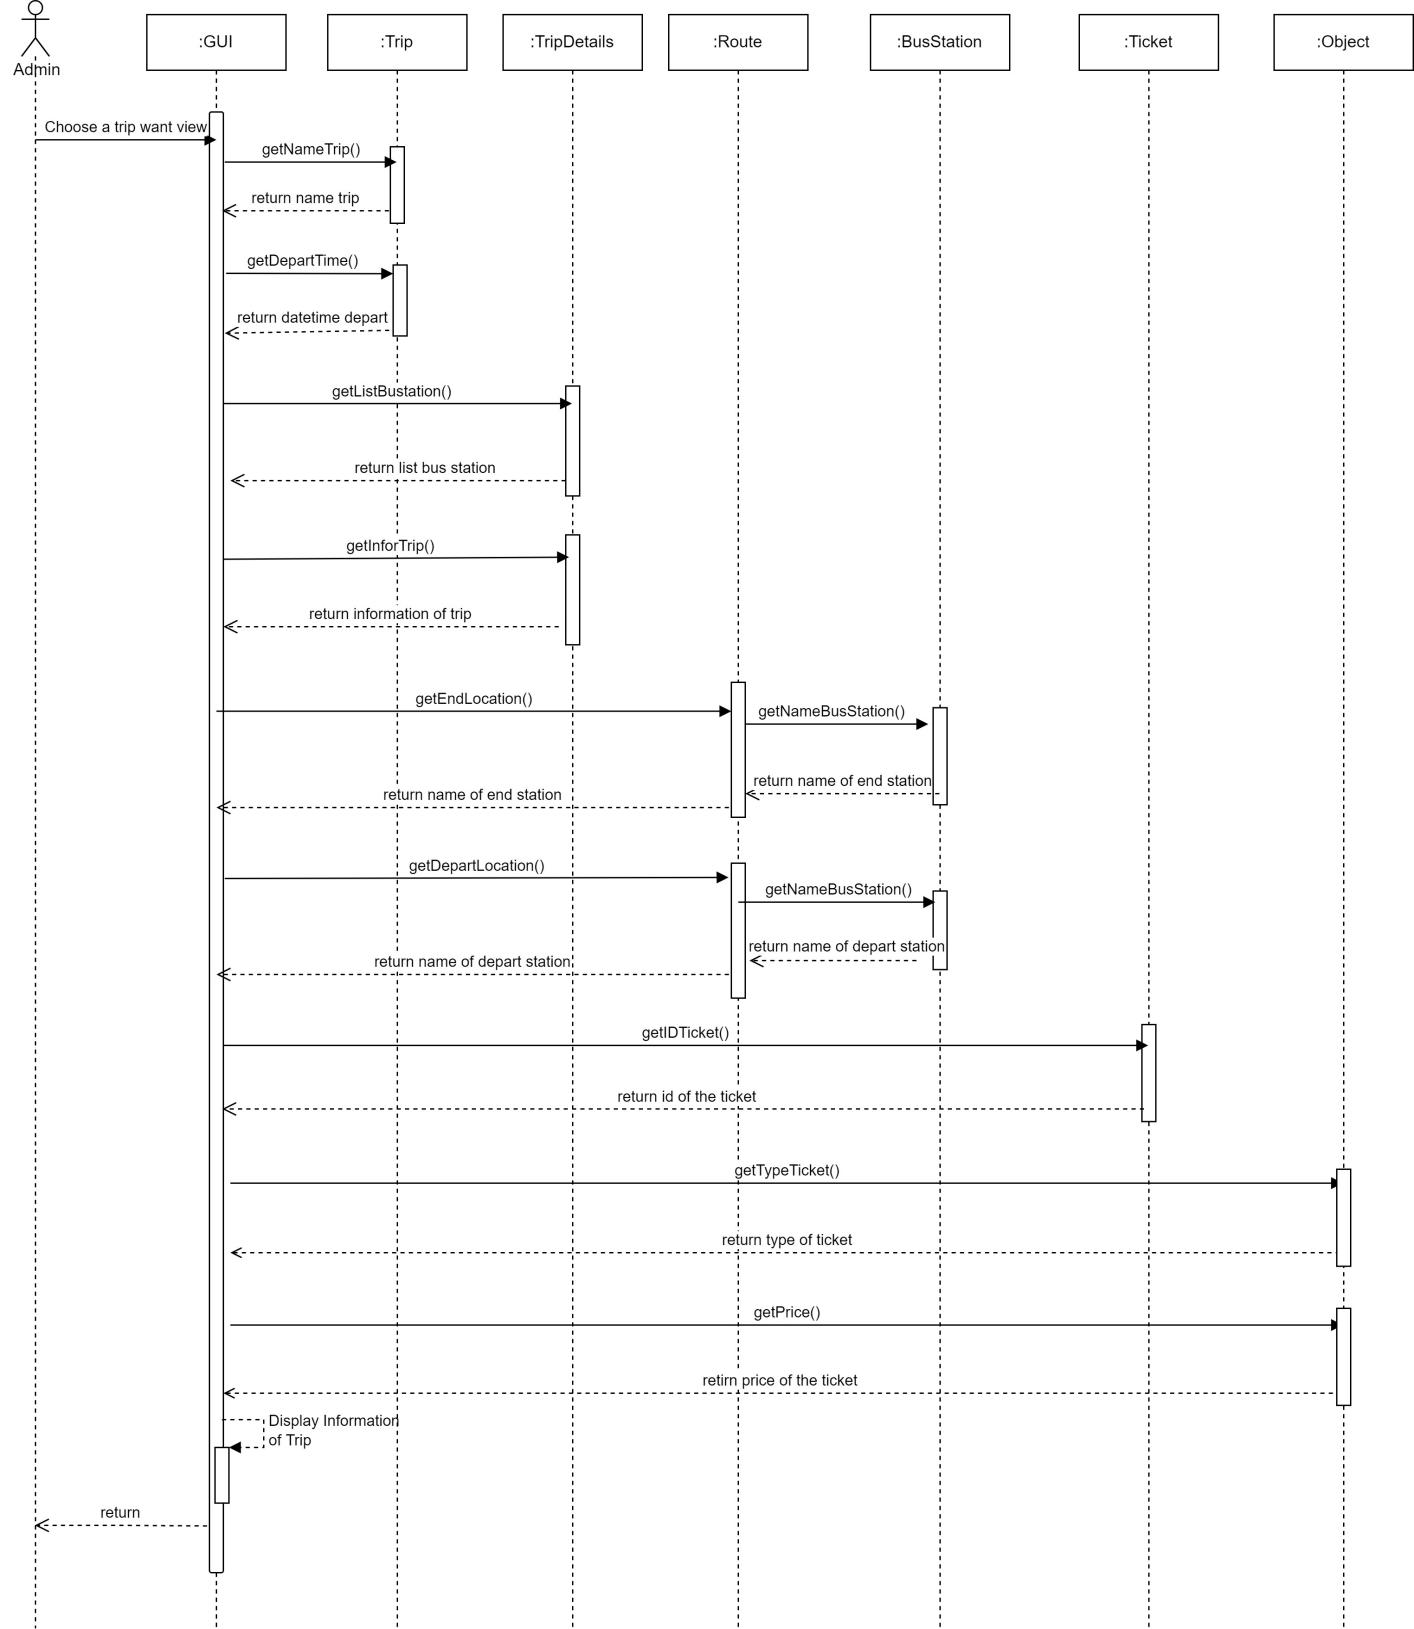 Admin
:GUI
:Trip
:TripDetails
:Route
:BusStation
:Ticket
:Object
Choose a trip want view
getNameTrip()
return name trip
getDepartTime()
return datetime depart
getListBustation()
return list bus station
getInforTrip()
return information of trip
getEndLocation()
getNameBusStation()
return name of end station
return name of end station
getDepartLocation()
getNameBusStation()
return name of depart station
return name of depart station
getIDTicket()
return id of the ticket
getTypeTicket()
return type of ticket
getPrice()
retirn price of the ticket
Display Information
of Trip
return